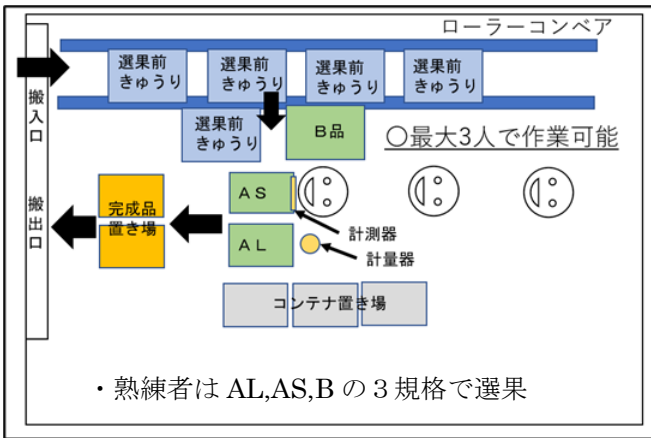 ローラーコンベア
選果前
きゅうり
選果前
きゅうり
選果前
きゅうり
選果前
きゅうり
搬入口
選果前
きゅうり
B品
〇最大3人で作業可能
搬出口
完成品
置き場
AS
AL
計測器
計量器
コンテナ置き場
・熟練者は AL,AS,B の３規格で選果